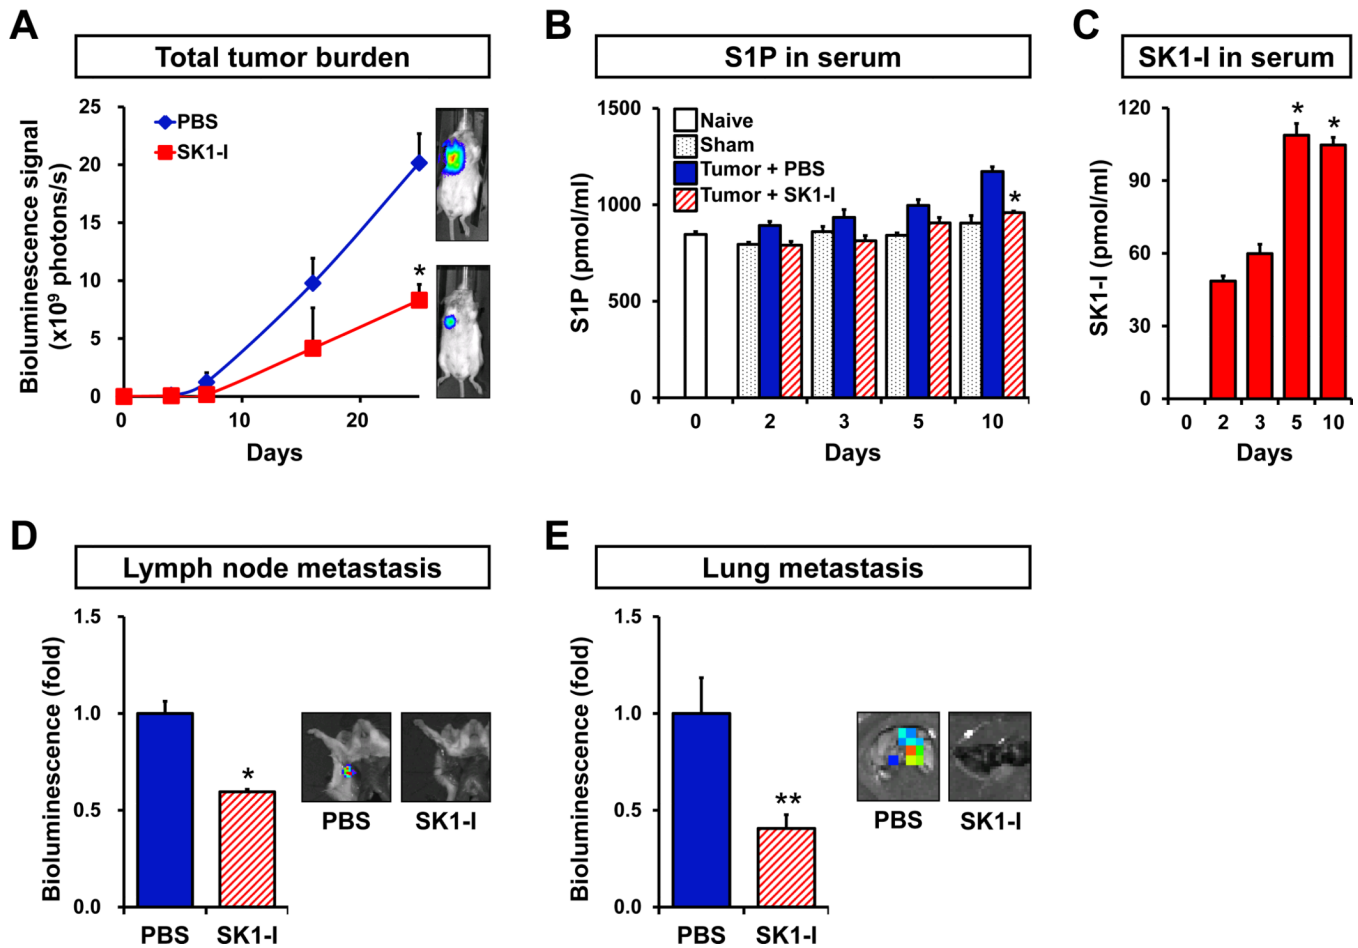 A
Total tumor burden
Bioluminescence signal
(x10⁹ photons/s)
25
20
15
10
5
0
PBS
SK1-I
*
0
10
20
Days
B
S1P in serum
S1P (pmol/ml)
1500
1000
500
0
Naive
Sham
Tumor + PBS
Tumor + SK1-I
*
0
2
3
5
10
Days
C
SK1-I in serum
SK1-I (pmol/ml)
120
90
60
30
0
*
*
0
2
3
5
10
Days
D
Lymph node metastasis
Bioluminescence (fold)
1.5
1.0
0.5
0.0
*
PBS
SK1-I
PBS
SK1-I
E
Lung metastasis
Bioluminescence (fold)
1.5
1.0
0.5
0.0
**
PBS
SK1-I
PBS
SK1-I